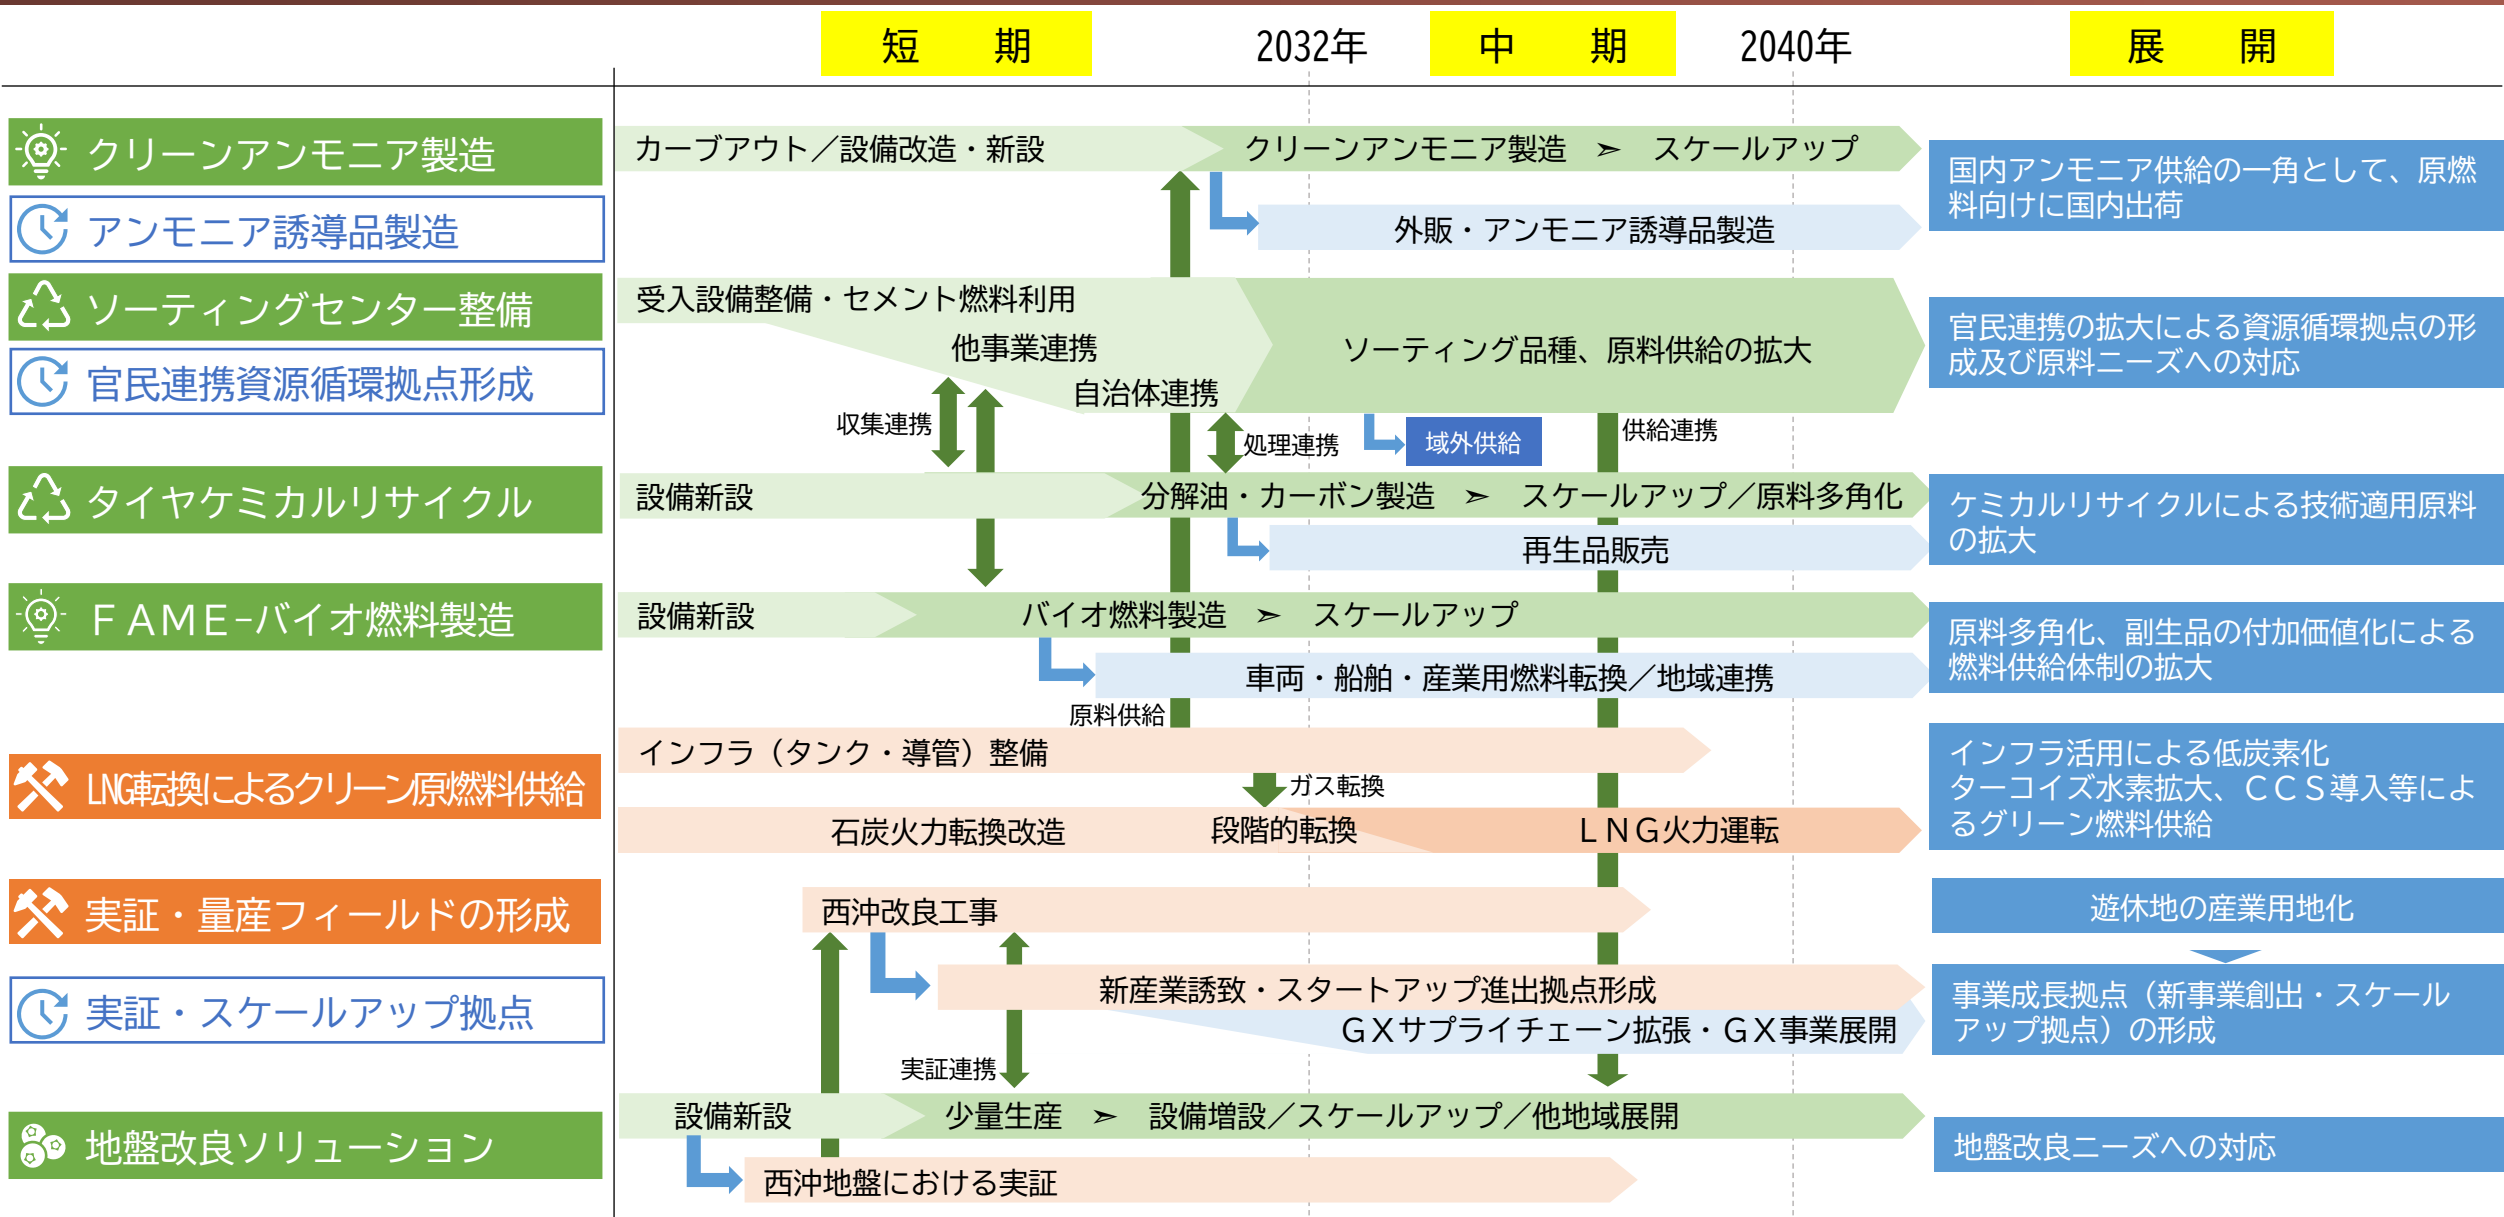 短　期
2032年
中　期
2040年
展　開
クリーンアンモニア製造
カーブアウト／設備改造・新設
クリーンアンモニア製造　➣　スケールアップ
国内アンモニア供給の一角として、原燃
料向けに国内出荷
アンモニア誘導品製造
外販・アンモニア誘導品製造
ソーティングセンター整備
受入設備整備・セメント燃料利用
他事業連携
自治体連携
ソーティング品種、原料供給の拡大
官民連携の拡大による資源循環拠点の形
成及び原料ニーズへの対応
官民連携資源循環拠点形成
収集連携
処理連携
域外供給
供給連携
タイヤケミカルリサイクル
設備新設
分解油・カーボン製造　➣　スケールアップ／原料多角化
ケミカルリサイクルによる技術適用原料
の拡大
再生品販売
ＦＡＭＥ−バイオ燃料製造
設備新設
バイオ燃料製造　➣　スケールアップ
原料多角化、副生品の付加価値化による
燃料供給体制の拡大
車両・船舶・産業用燃料転換／地域連携
原料供給
インフラ（タンク・導管）整備
LNG転換によるクリーン原燃料供給
ガス転換
インフラ活用による低炭素化
ターコイズ水素拡大、ＣＣＳ導入等によ
るグリーン燃料供給
石炭火力転換改造
段階的転換
ＬＮＧ火力運転
実証・量産フィールドの形成
西沖改良工事
遊休地の産業用地化
実証・スケールアップ拠点
新産業誘致・スタートアップ進出拠点形成
ＧＸサプライチェーン拡張・ＧＸ事業展開
事業成長拠点（新事業創出・スケール
アップ拠点）の形成
実証連携
地盤改良ソリューション
設備新設
少量生産　➣　設備増設／スケールアップ／他地域展開
地盤改良ニーズへの対応
西沖地盤における実証